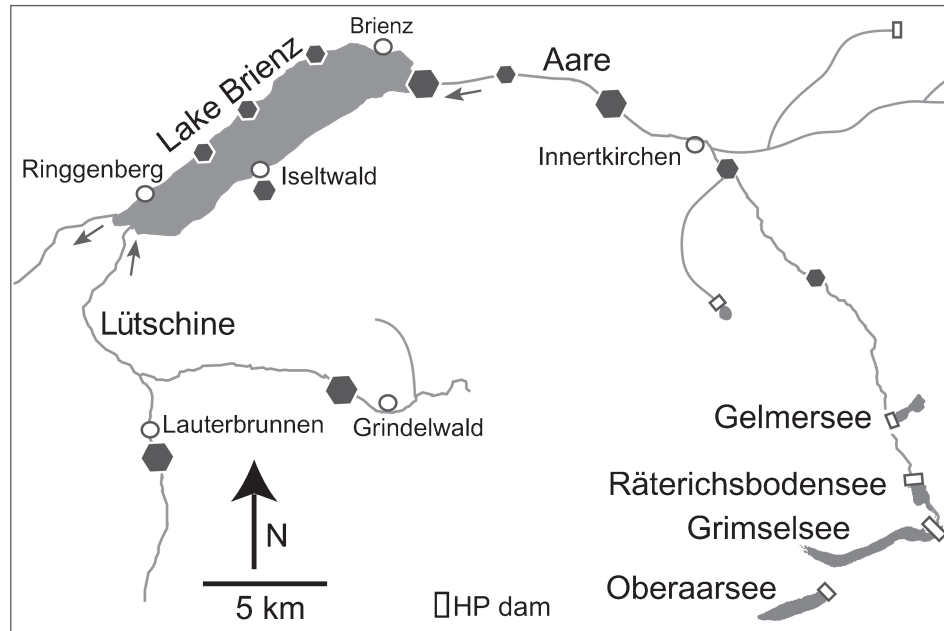 Brienz
Lake Brienz
Aare
Ringgenberg
Iseltwald
Innertkirchen
Lütschine
Lauterbrunnen
Grindelwald
Gelmersee
Räterichsbodensee
Grimselsee
Oberaarsee
N
5 km
HP dam